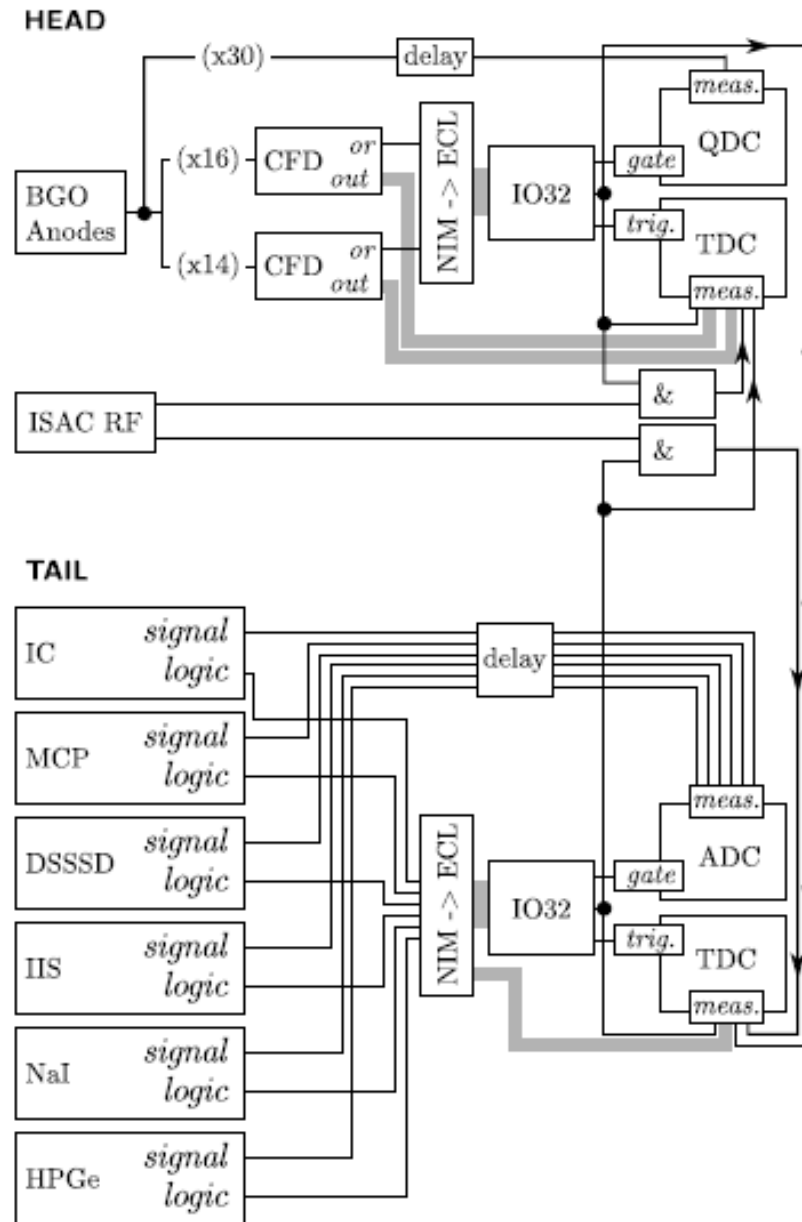 HEAD
(x30)
delay
meas.
QDC
gate
BGO
Anodes
(x16)
CFD
or
out
(x14)
CFD
or
out
NIM -> ECL
IO32
trig.
TDC
meas.
ISAC RF
&
&
TAIL
IC
signal
logic
delay
MCP
signal
logic
DSSSD
signal
logic
IIS
signal
logic
NaI
signal
logic
HPGe
signal
logic
NIM -> ECL
IO32
meas.
ADC
gate
trig.
TDC
meas.